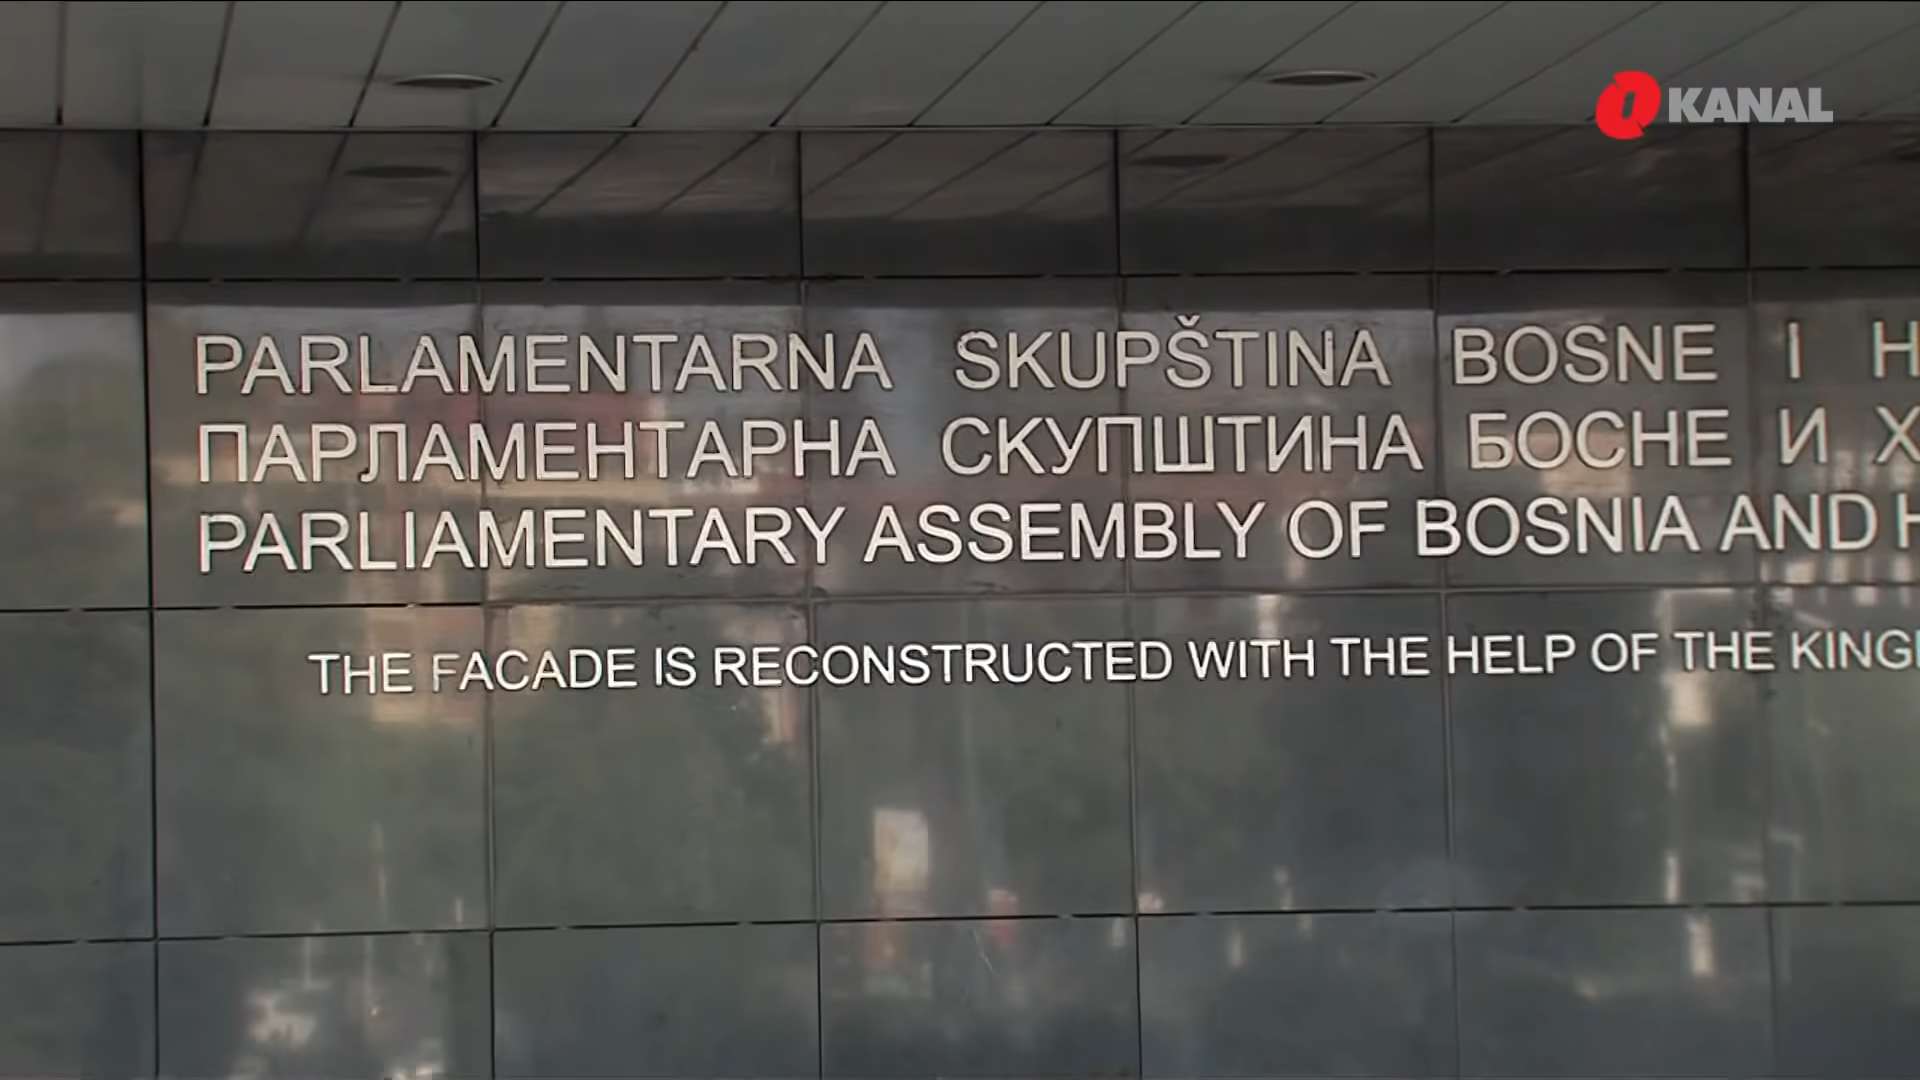 O KANAL
PARLAMENTARNA SKUPŠTINA BOSNE I H
ПАРЛАМЕНТАРНА СКУПШТИНА БОСНЕ И Х
PARLIAMENTARY ASSEMBLY OF BOSNIA AND H
THE FACADE IS RECONSTRUCTED WITH THE HELP OF THE KING